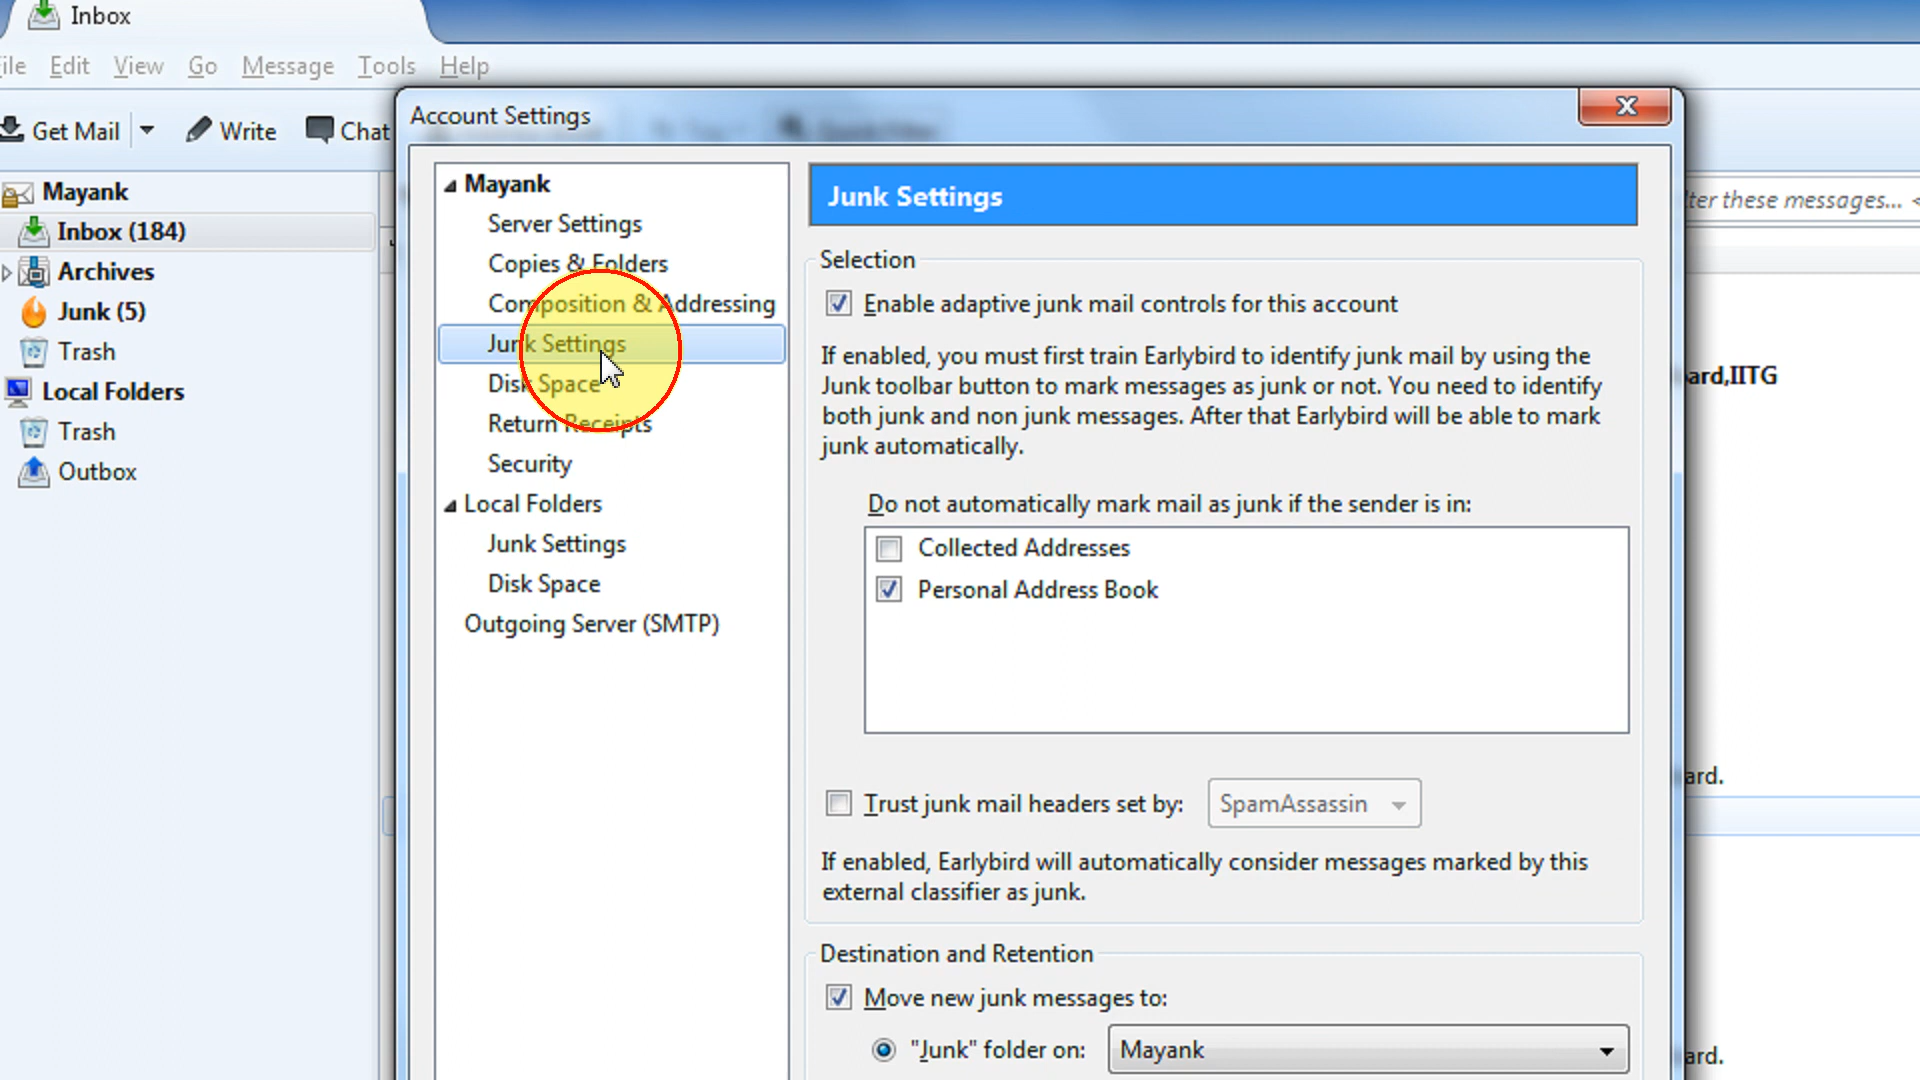 Inbox
ile Edit View Go Message Tools Help
Get Mail Write Chat
Account Settings
Mayank
Inbox (184)
Archives
Junk (5)
Trash
Local Folders
Trash
Outbox
Mayank
Server Settings
Copies & Folders
Composition & Addressing
Junk Settings
Disk Space
Return Receipts
Security
Local Folders
Junk Settings
Disk Space
Outgoing Server (SMTP)
Junk Settings
Selection
Enable adaptive junk mail controls for this account
If enabled, you must first train Earlybird to identify junk mail by using the
Junk toolbar button to mark messages as junk or not. You need to identify
both junk and non junk messages. After that Earlybird will be able to mark
junk automatically.
Do not automatically mark mail as junk if the sender is in:
Collected Addresses
Personal Address Book
Trust junk mail headers set by: SpamAssassin
If enabled, Earlybird will automatically consider messages marked by this
external classifier as junk.
Destination and Retention
Move new junk messages to:
"Junk" folder on: Mayank
ter these messages... <
ard,IITG
ard.
ard.